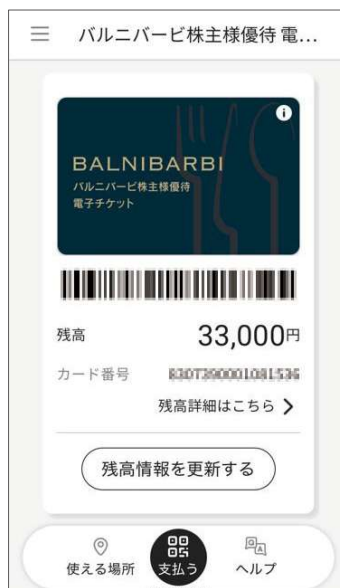 バルニバービ株主様優待 電...
BALNIBARBI
バルニバービ株主様優待
電子チケット
残高 33,000円
カード番号
残高詳細はこちら
残高情報を更新する
使える場所 支払う ヘルプ